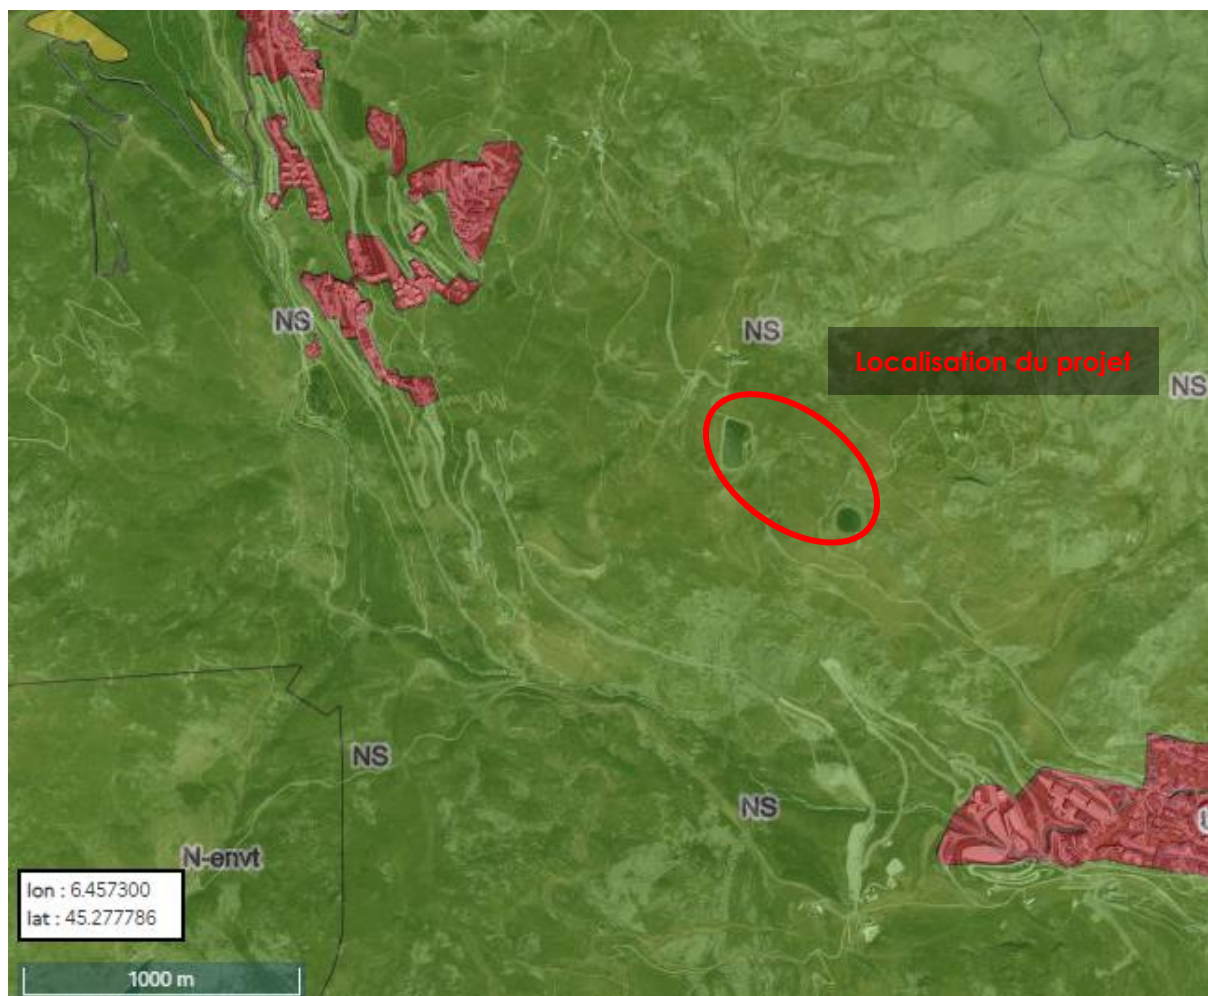 NS
NS
Localisation du projet
NS
NS
NS
N-envt
lon : 6.457300
lat : 45.277786
1000 m